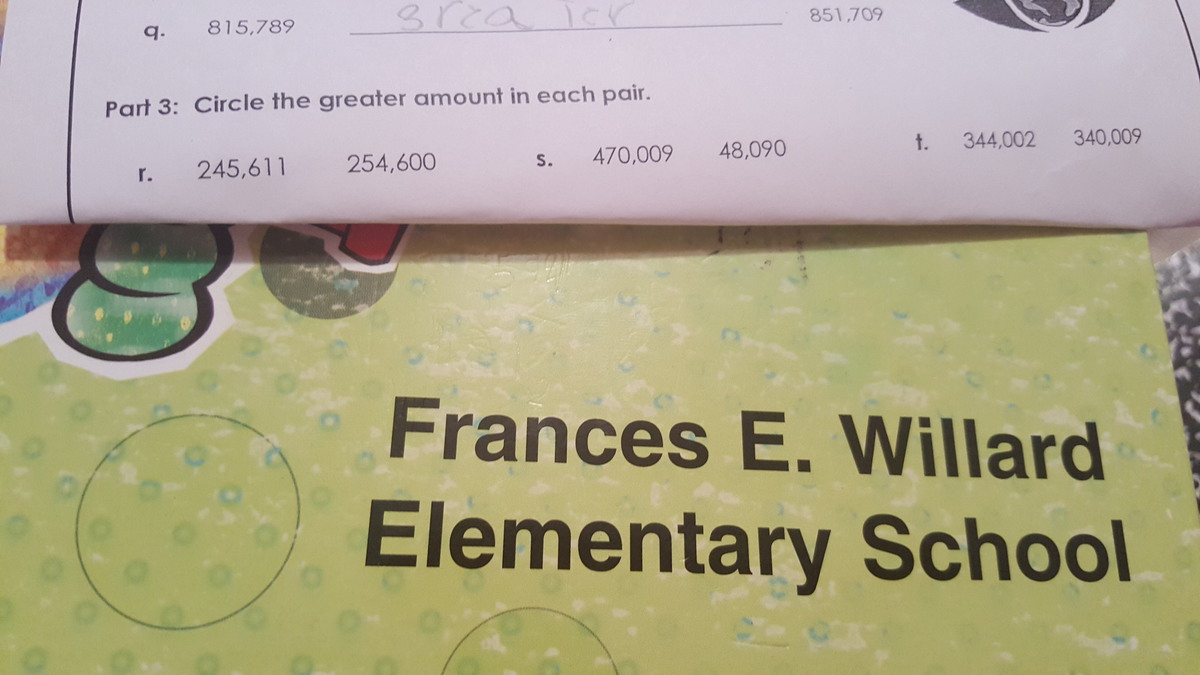 q. 815,789 greater 851,709
Part 3: Circle the greater amount in each pair.
r. 245,611 254,600 s. 470,009 48,090 t. 344,002 340,009
Frances E. Willard
Elementary School